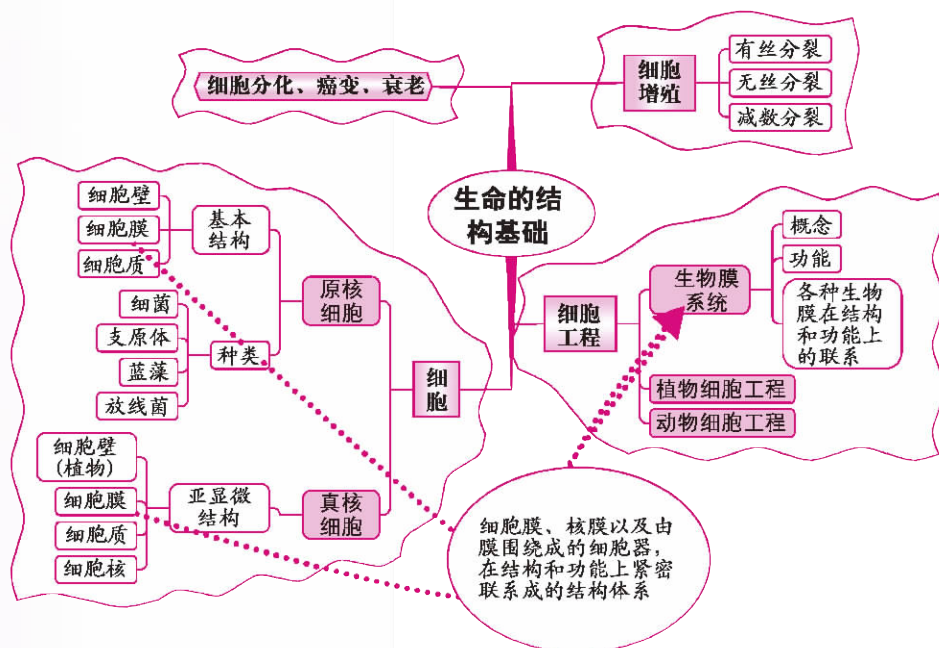 细胞分化、癌变、衰老
细胞
增殖
有丝分裂
无丝分裂
减数分裂
生命的结
构基础
细胞壁
细胞膜
细胞质
基本
结构
原核
细胞
细菌
支原体
蓝藻
放线菌
种类
细
胞
细胞壁
(植物)
细胞膜
细胞质
细胞核
亚显微
结构
真核
细胞
细胞
工程
生物膜
系统
概念
功能
各种生物
膜在结构
和功能上
的联系
植物细胞工程
动物细胞工程
细胞膜、核膜以及由
膜围绕成的细胞器，
在结构和功能上紧密
联系成的结构体系